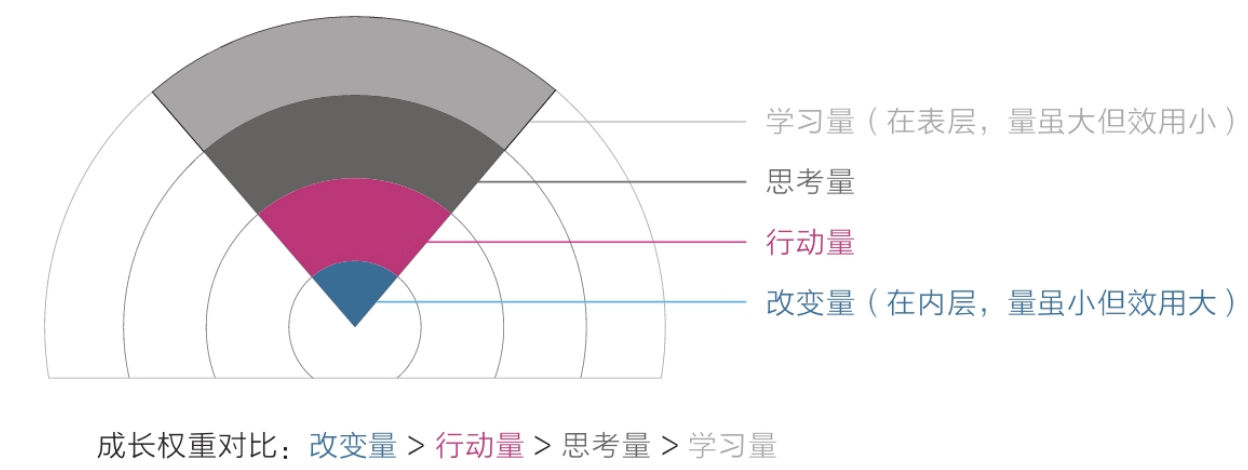 学习量（在表层，量虽大但效用小）
思考量
行动量
改变量（在内层，量虽小但效用大）
成长权重对比：改变量 > 行动量 > 思考量 > 学习量